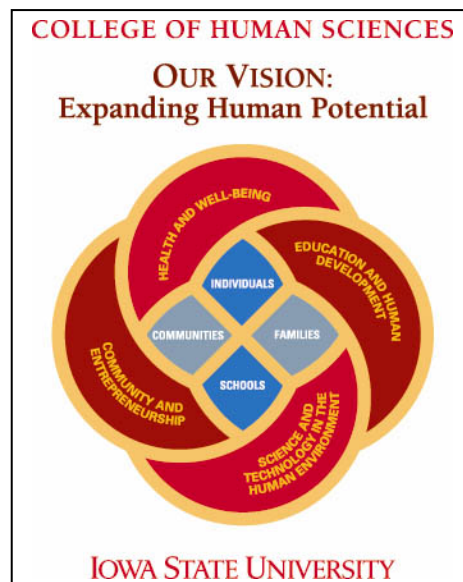 COLLEGE OF HUMAN SCIENCES
OUR VISION:
Expanding Human Potential
HEALTH AND WELL-BEING
EDUCATION AND HUMAN
DEVELOPMENT
INDIVIDUALS
COMMUNITIES
FAMILIES
SCHOOLS
COMMUNITY AND
ENTREPRENEURSHIP
SCIENCE AND
TECHNOLOGY IN THE
HUMAN ENVIRONMENT
IOWA STATE UNIVERSITY